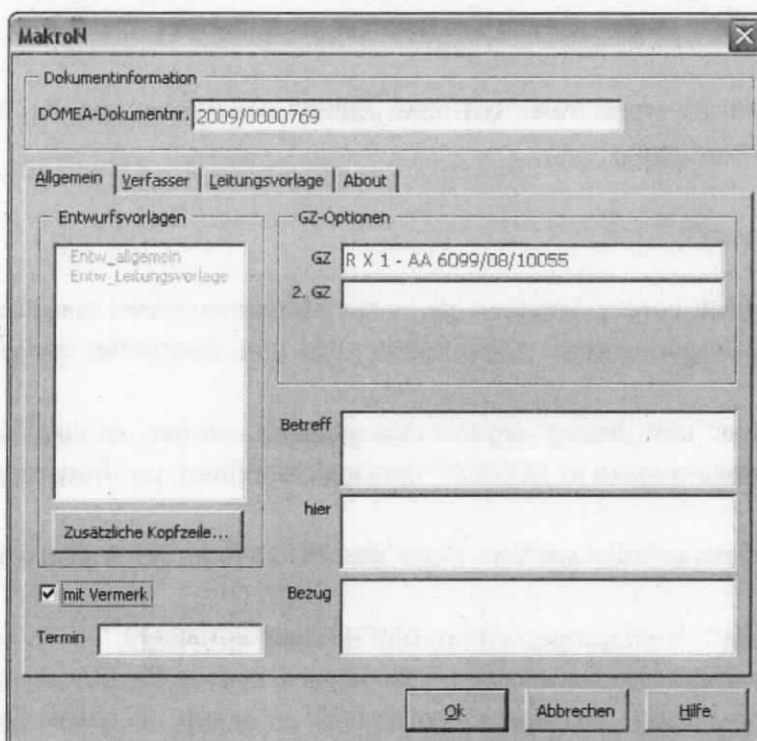 MakroN
Dokumentinformation
DOMEA-Dokumentnr. 2009/0000769
Allgemein Verfasser Leitungsvorlage About
Entwurfsvorlagen
Entw_allgemein
Entw_Leitungsvorlage
Zusätzliche Kopfzeile...
mit Vermerk
Termin
GZ-Optionen
GZ R X 1 - AA 6099/08/10055
2. GZ
Betreff
hier
Bezug
Ok Abbrechen Hilfe